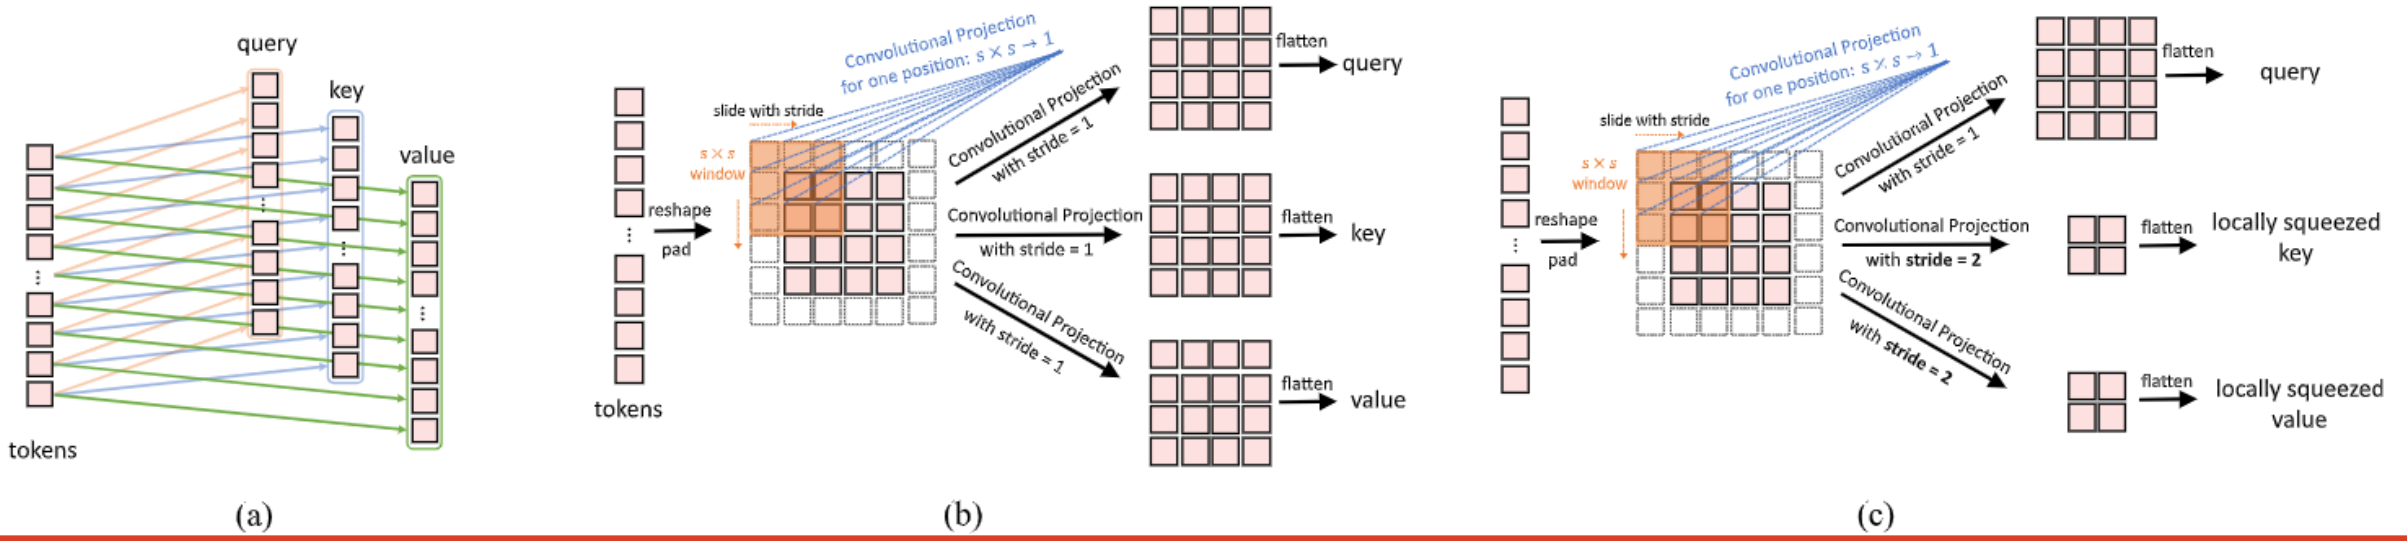 query
key
value
tokens
(a)
Convolutional Projection
for one position: s × s → 1
slide with stride
s × s
window
reshape
pad
tokens
Convolutional Projection
with stride = 1
flatten
query
Convolutional Projection
with stride = 1
flatten
key
Convolutional Projection
with stride = 1
flatten
value
(b)
Convolutional Projection
for one position: s × s → 1
slide with stride
s × s
window
reshape
pad
Convolutional Projection
with stride = 1
flatten
query
Convolutional Projection
with stride = 2
flatten
locally squeezed
key
Convolutional Projection
with stride = 2
flatten
locally squeezed
value
(c)